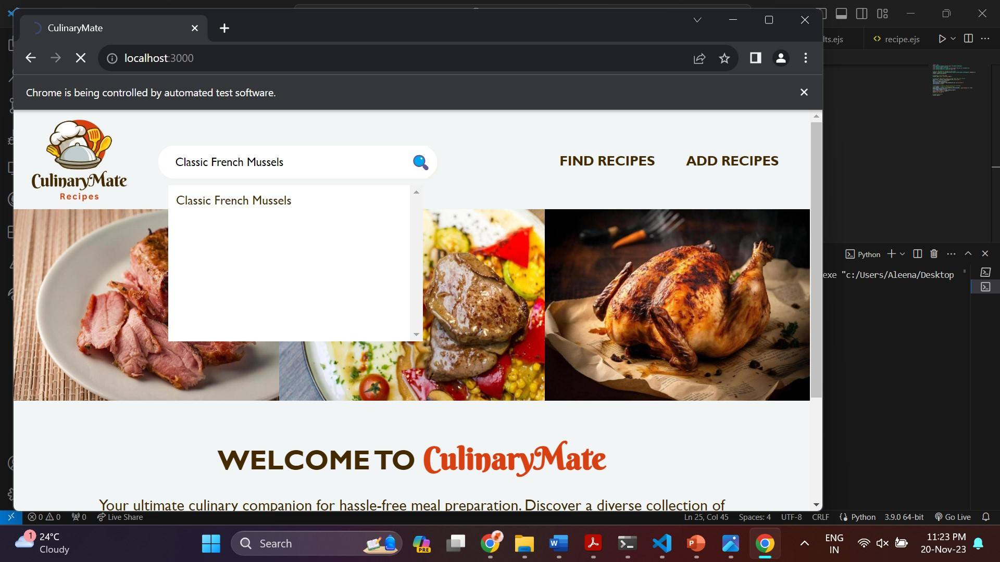 CulinaryMate
lts.ejs
recipe.ejs
localhost:3000
Chrome is being controlled by automated test software.
CulinaryMate
Recipes
Classic French Mussels
FIND RECIPES
ADD RECIPES
Classic French Mussels
Python
exe "c:/Users/Aleena/Desktop
WELCOME TO CulinaryMate
Your ultimate culinary companion for hassle-free meal preparation. Discover a diverse collection of
0 0
0
Live Share
Ln 25, Col 45
Spaces: 4
UTF-8
CRLF
Python
3.9.0 64-bit
Go Live
1
24°C
Cloudy
Search
PRE
W
P
ENG
IN
11:23 PM
20-Nov-23